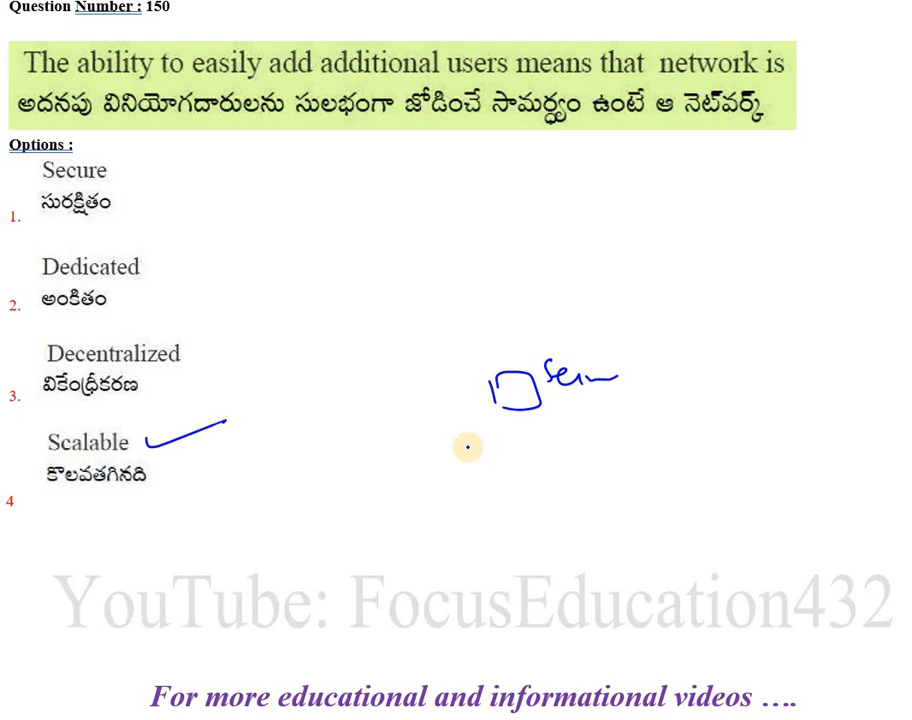 Question Number : 150
The ability to easily add additional users means that network is
అదనపు వినియోగదారులను సులభంగా జోడించే సామర్థ్యం ఉంటే ఆ నెట్‌వర్క్
Options :
Secure
సురక్షితం
1.
Dedicated
అంకితం
2.
Decentralized
వికేంద్రీకరణ
3.
Scalable
కొలవతగినది
4
YouTube: FocusEducation432
For more educational and informational videos ….